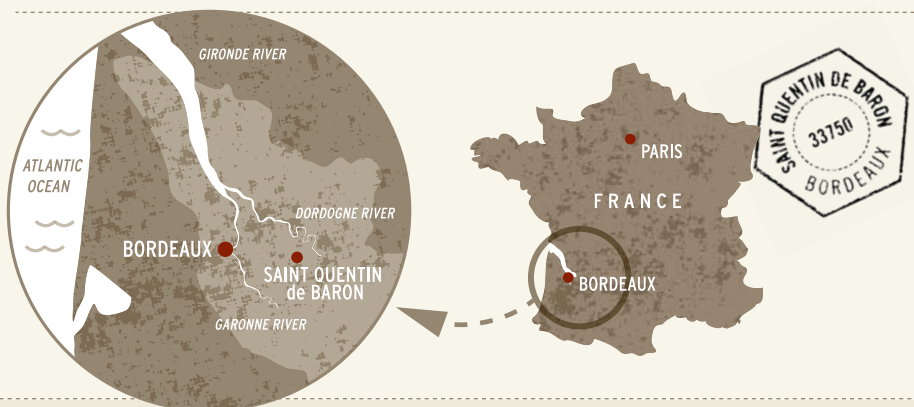 GIRONDE RIVER
ATLANTIC
OCEAN
DORDOGNE RIVER
BORDEAUX
SAINT QUENTIN
de BARON
GARONNE RIVER
PARIS
FRANCE
BORDEAUX
SAINT QUENTIN DE BARON
33750
BORDEAUX